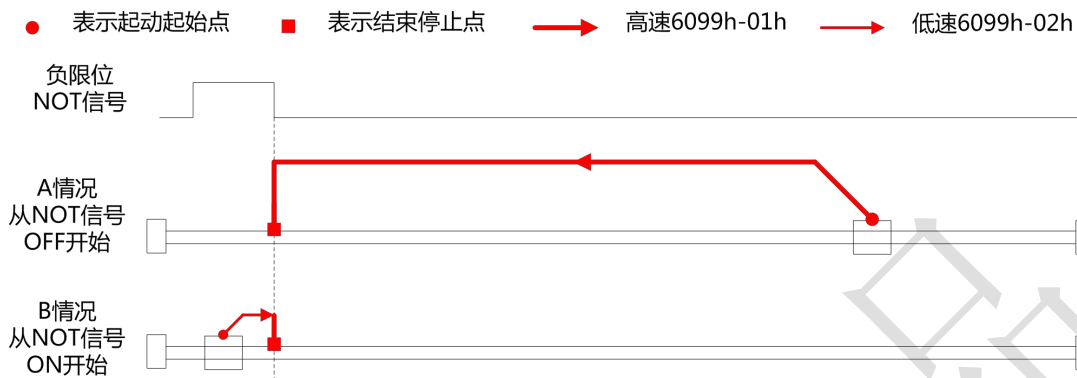 表示起动起始点
表示结束停止点
高速6099h-01h
低速6099h-02h
负限位
NOT信号
A情况
从NOT信号
OFF开始
B情况
从NOT信号
ON开始